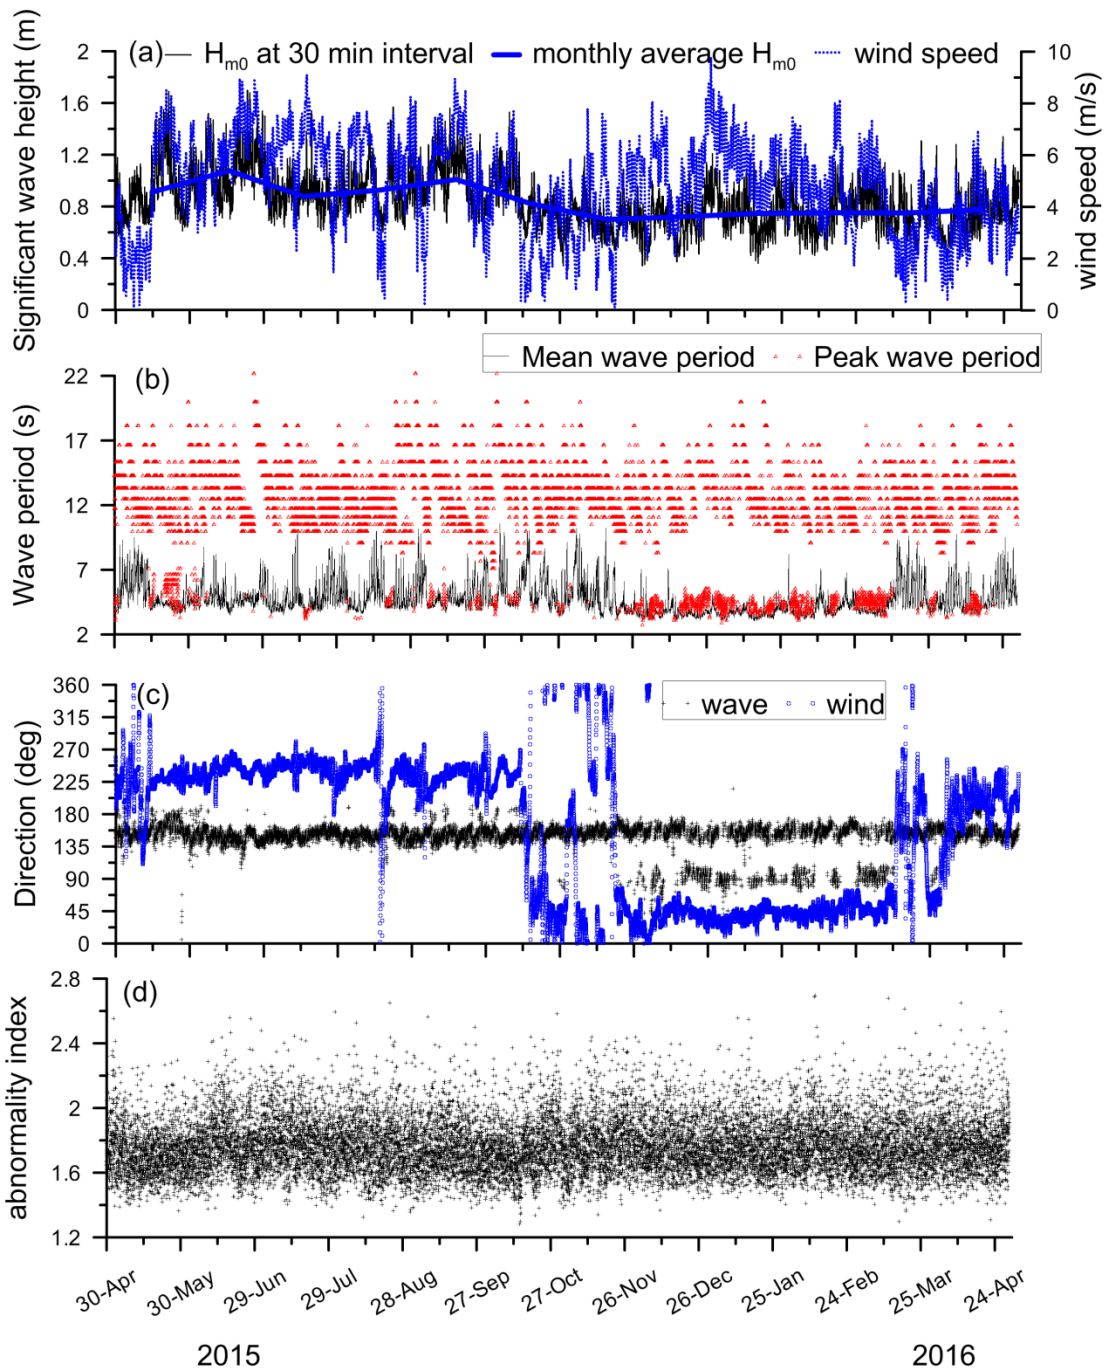 (a) H_m0 at 30 min interval monthly average H_m0 wind speed
Significant wave height (m)
2
1.6
1.2
0.8
0.4
0
10
8
6
4
2
0
wind speed (m/s)
Mean wave period Peak wave period
(b)
Wave period (s)
22
17
12
7
2
(c)
wave wind
Direction (deg)
360
315
270
225
180
135
90
45
0
(d)
abnormality index
2.8
2.4
2
1.6
1.2
30-Apr 30-May 29-Jun 29-Jul 28-Aug 27-Sep 27-Oct 26-Nov 26-Dec 25-Jan 24-Feb 25-Mar 24-Apr
2015 2016